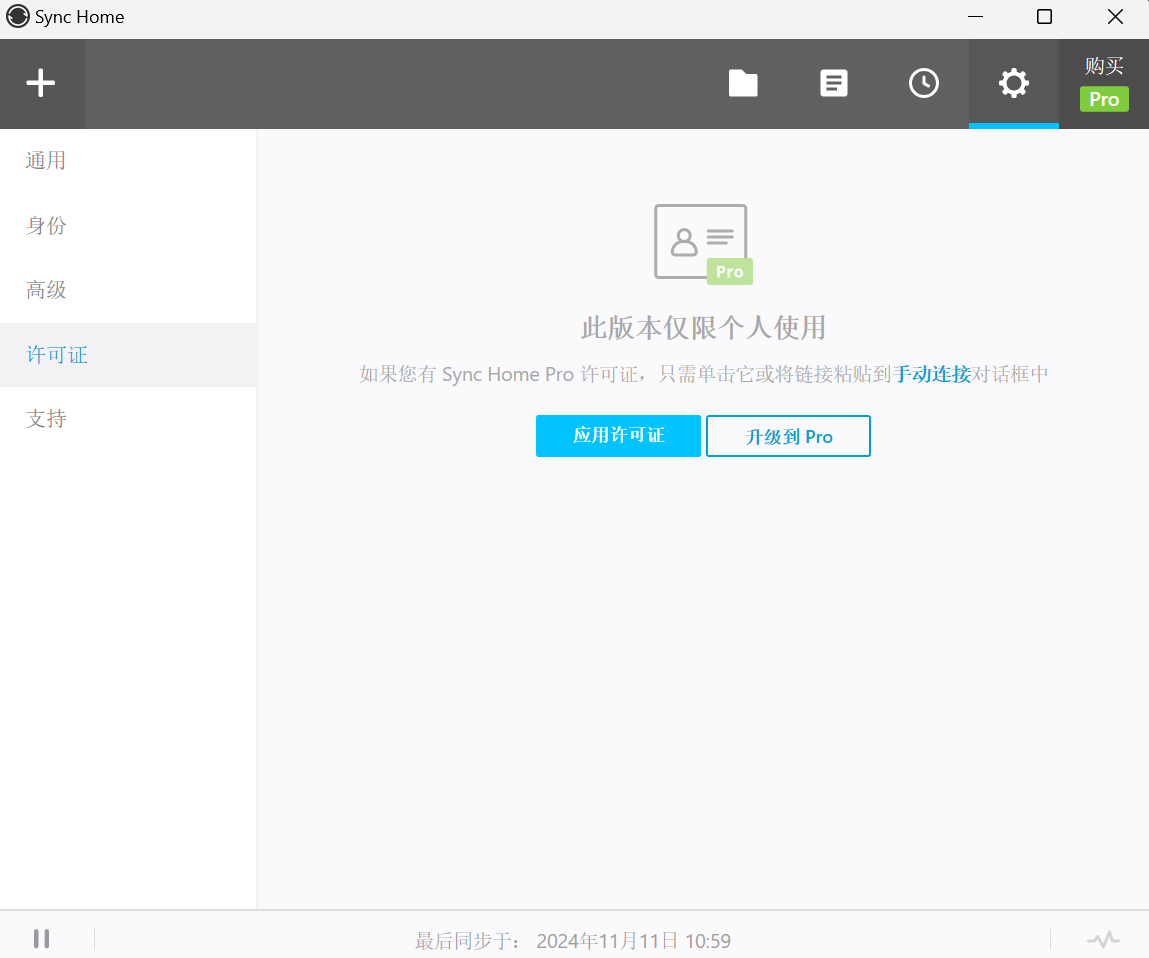 Sync Home
购买
Pro
通用
身份
高级
许可证
支持
Pro
此版本仅限个人使用
如果您有 Sync Home Pro 许可证，只需单击它或将链接粘贴到手动连接对话框中
应用许可证 升级到 Pro
最后同步于： 2024年11月11日 10:59